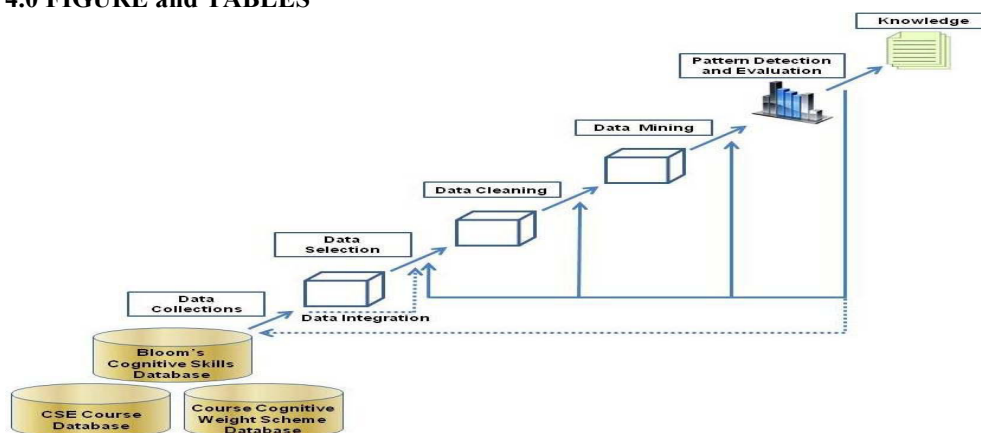 4.0 FIGURE and TABLES
Knowledge
Pattern Detection
and Evaluation
Data Mining
Data Cleaning
Data
Selection
Data
Collections
Data Integration
Bloom's
Cognitive Skills
Database
CSE Course
Database
Course Cognitive
Weight Scheme
Database